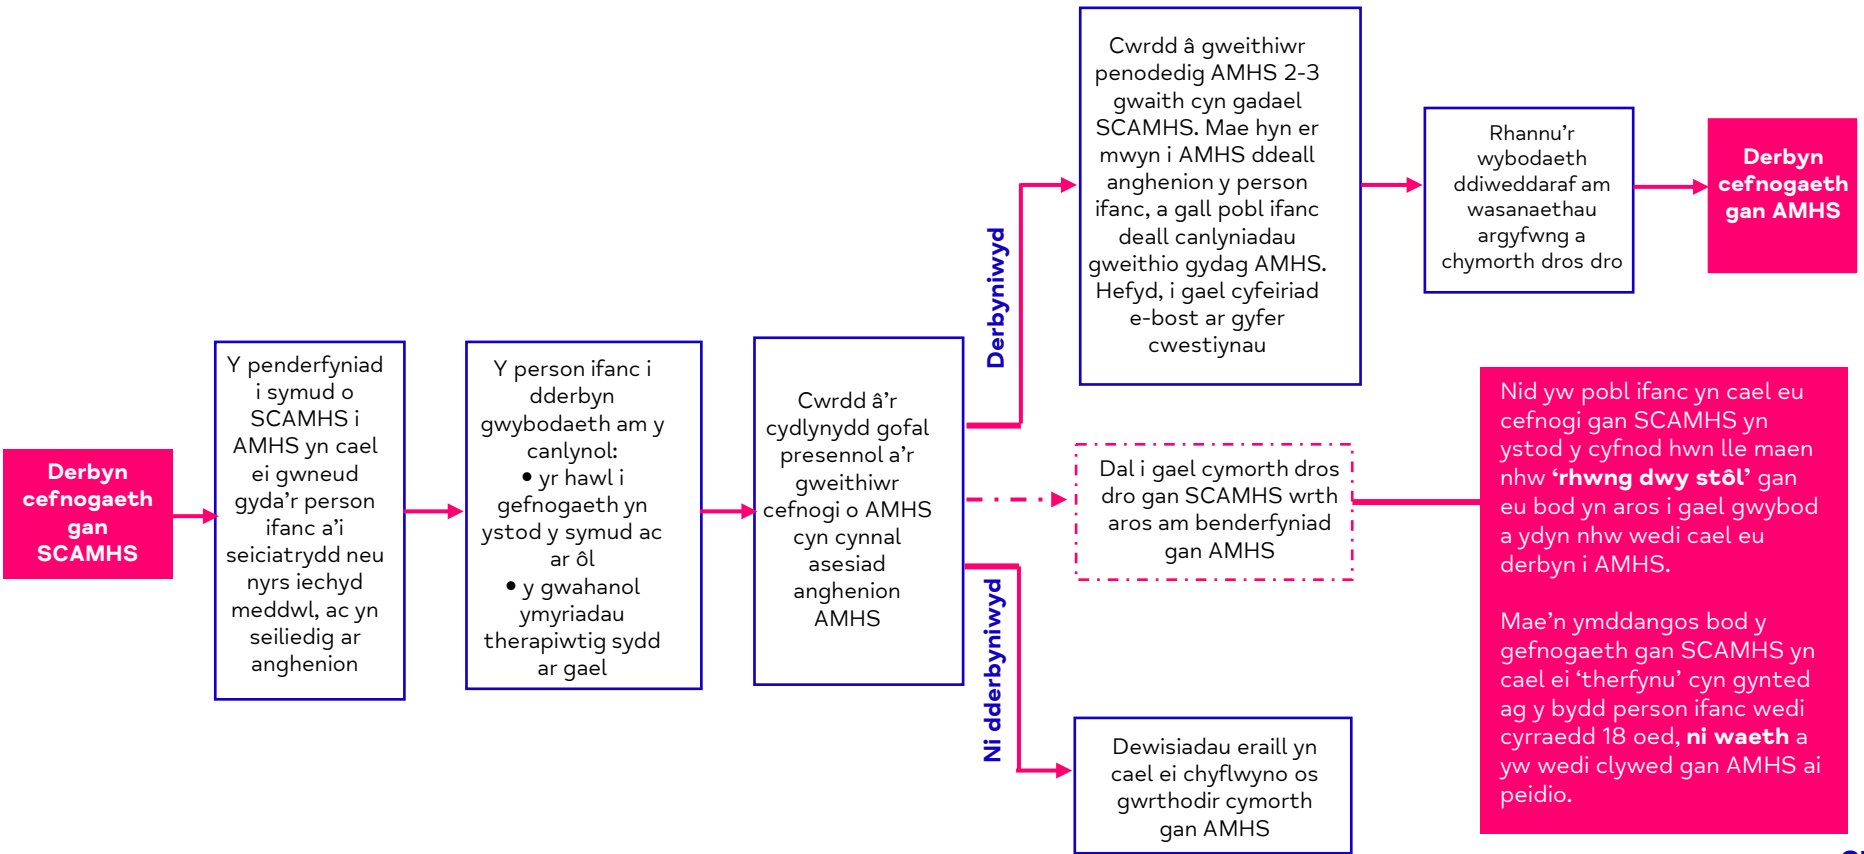 Derbyn
cefnogaeth
gan
SCAMHS
Y penderfyniad
i symud o
SCAMHS i
AMHS yn cael
ei gwneud
gyda'r person
ifanc a'i
seiciatrydd neu
nyrs iechyd
meddwl, ac yn
seiliedig ar
anghenion
Y person ifanc i
dderbyn
gwybodaeth am y
canlynol:
• yr hawl i
gefnogaeth yn
ystod y symud ac
ar ôl
• y gwahanol
ymyriadau
therapiwtig sydd
ar gael
Cwrdd â'r
cydlynydd gofal
presennol a'r
gweithiwr
cefnogi o AMHS
cyn cynnal
asesiad
anghenion
AMHS
Derbyniwyd
Cwrdd â gweithiwr
penodedig AMHS 2-3
gwaith cyn gadael
SCAMHS. Mae hyn er
mwyn i AMHS ddeall
anghenion y person
ifanc, a gall pobl ifanc
deall canlyniadau
gweithio gydag AMHS.
Hefyd, i gael cyfeiriad
e-bost ar gyfer
cwestiynau
Rhannu'r
wybodaeth
ddiweddaraf am
wasanaethau
argyfwng a
chymorth dros dro
Derbyn
cefnogaeth
gan AMHS
Dal i gael cymorth dros
dro gan SCAMHS wrth
aros am benderfyniad
gan AMHS
Nid yw pobl ifanc yn cael eu
cefnogi gan SCAMHS yn
ystod y cyfnod hwn lle maen
nhw 'rhwng dwy stôl' gan
eu bod yn aros i gael gwybod
a ydyn nhw wedi cael eu
derbyn i AMHS.
Mae'n ymddangos bod y
gefnogaeth gan SCAMHS yn
cael ei 'therfynu' cyn gynted
ag y bydd person ifanc wedi
cyrraedd 18 oed, ni waeth a
yw wedi clywed gan AMHS ai
peidio.
Ni dderbyniwyd
Dewisiadau eraill yn
cael ei chyflwyno os
gwrthodir cymorth
gan AMHS